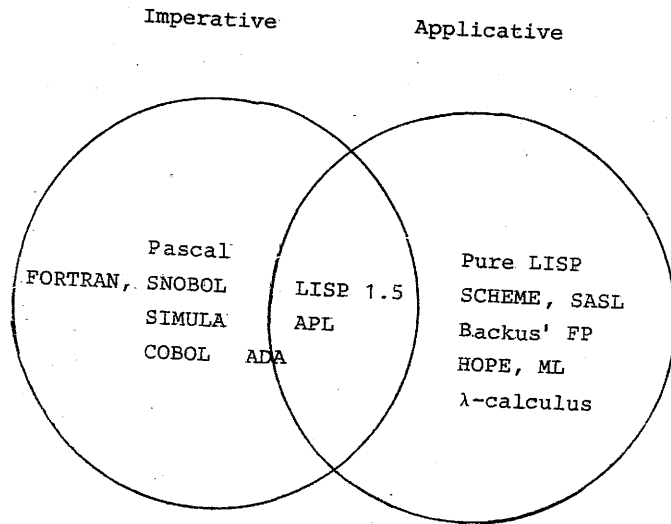 Imperative
Applicative
Pascal
FORTRAN, SNOBOL
SIMULA
COBOL ADA
LISP 1.5
APL
Pure LISP
SCHEME, SASL
Backus' FP
HOPE, ML
λ-calculus